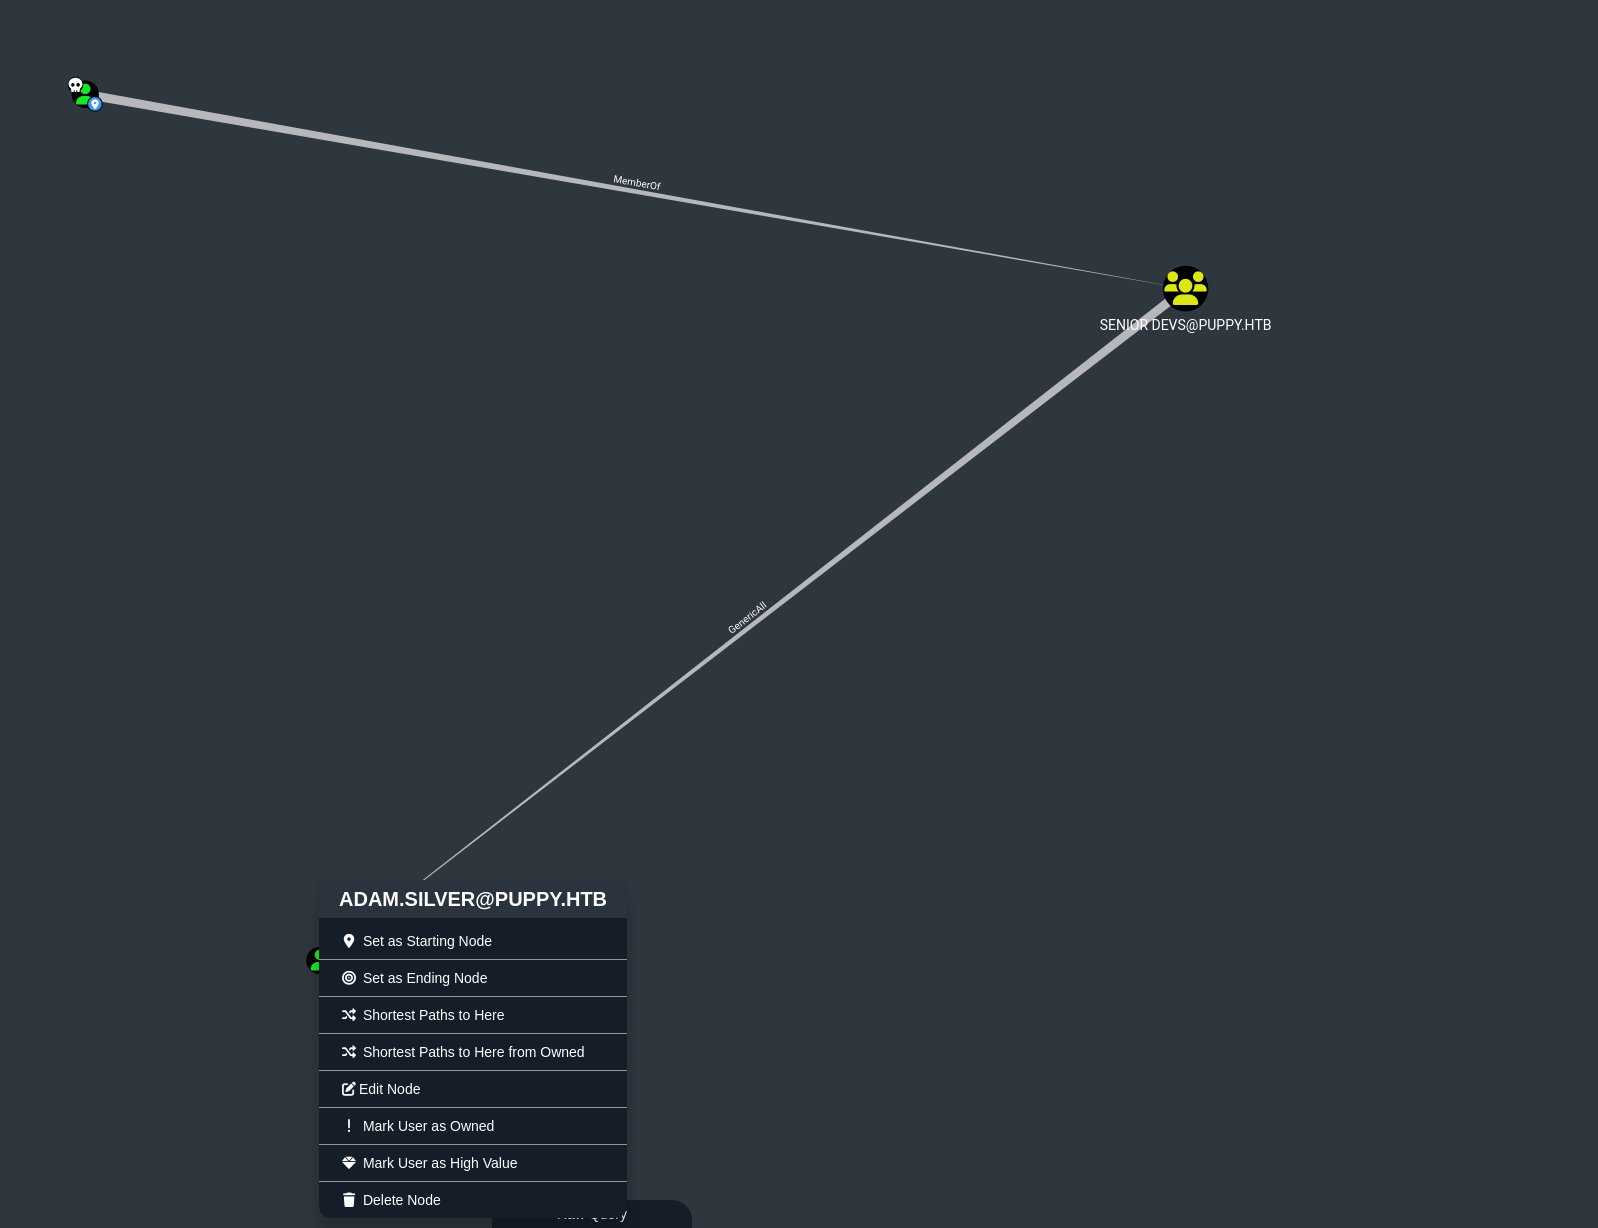 MemberOf
SENIOR DEVS@PUPPY.HTB
GenericAll
ADAM.SILVER@PUPPY.HTB
Set as Starting Node
Set as Ending Node
Shortest Paths to Here
Shortest Paths to Here from Owned
Edit Node
Mark User as Owned
Mark User as High Value
Delete Node
Raw Query